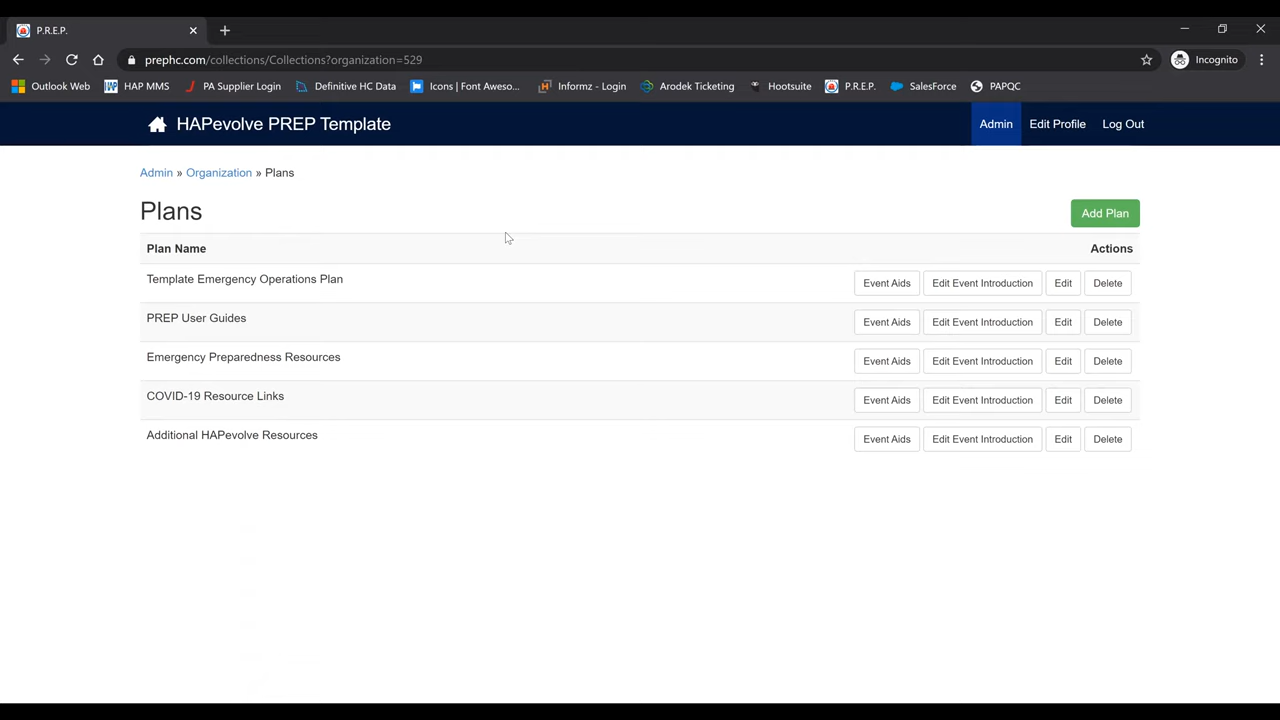 P.R.E.P.
prephc.com/collections/Collections?organization=529
Incognito
Outlook Web HAP MMS PA Supplier Login Definitive HC Data Icons | Font Aweso... Informz - Login Arodek Ticketing Hootsuite P.R.E.P. SalesForce PAPQC
HAPevolve PREP Template Admin Edit Profile Log Out
Admin » Organization » Plans
Plans
Add Plan
Plan Name Actions
Template Emergency Operations Plan Event Aids Edit Event Introduction Edit Delete
PREP User Guides Event Aids Edit Event Introduction Edit Delete
Emergency Preparedness Resources Event Aids Edit Event Introduction Edit Delete
COVID-19 Resource Links Event Aids Edit Event Introduction Edit Delete
Additional HAPevolve Resources Event Aids Edit Event Introduction Edit Delete